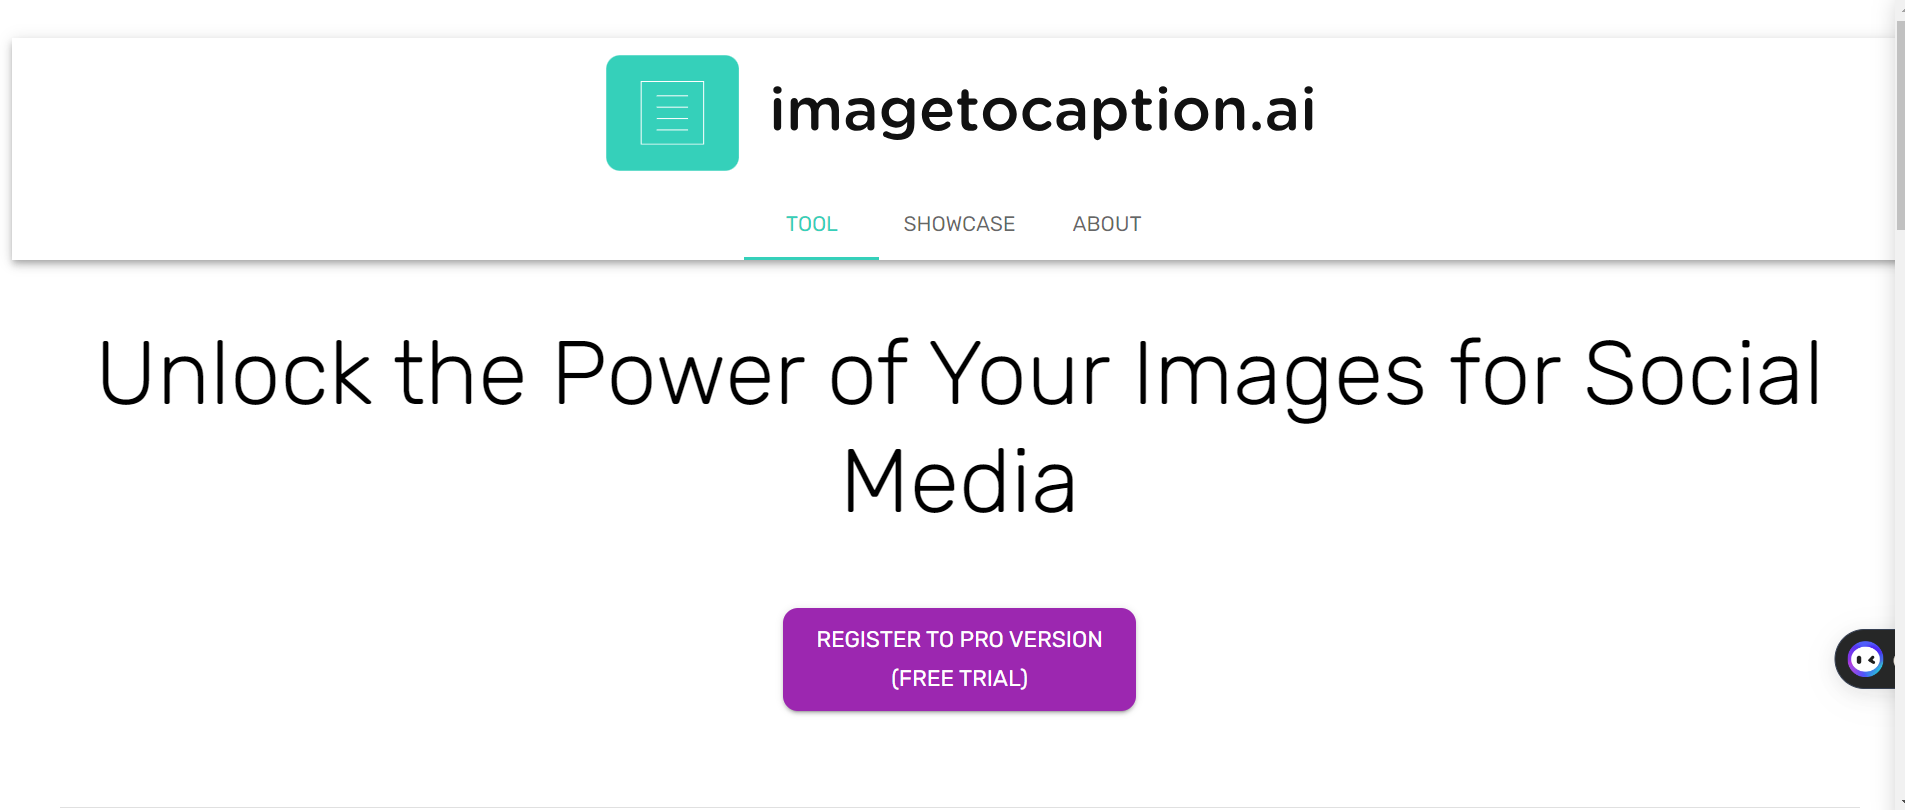 imagetocaption.ai
TOOL SHOWCASE ABOUT
Unlock the Power of Your Images for Social
Media
REGISTER TO PRO VERSION
(FREE TRIAL)